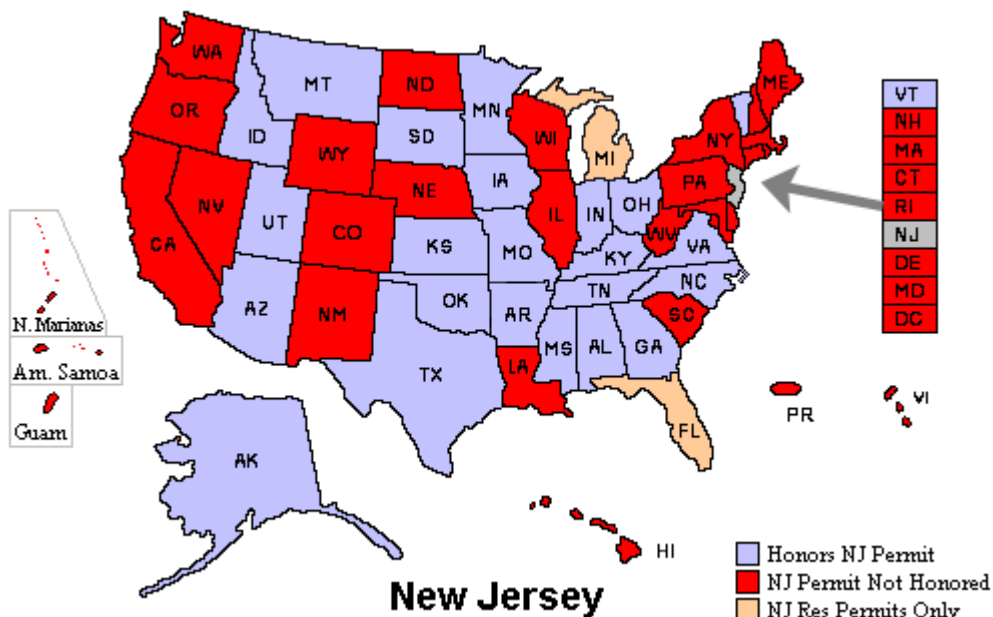 WA
MT
ND
MN
ME
VT
OR
ID
SD
WI
MI
NY
NH
MA
WY
IA
PA
CT
NE
RI
NV
UT
CO
IL
IN
OH
NJ
CA
KS
MO
WV
VA
DE
KY
MD
AZ
NM
OK
AR
TN
NC
DC
SC
N. Marianas
TX
LA
MS
AL
GA
Am. Samoa
PR
VI
Guam
FL
AK
HI
Honors NJ Permit
NJ Permit Not Honored
NJ Res Permits Only
New Jersey